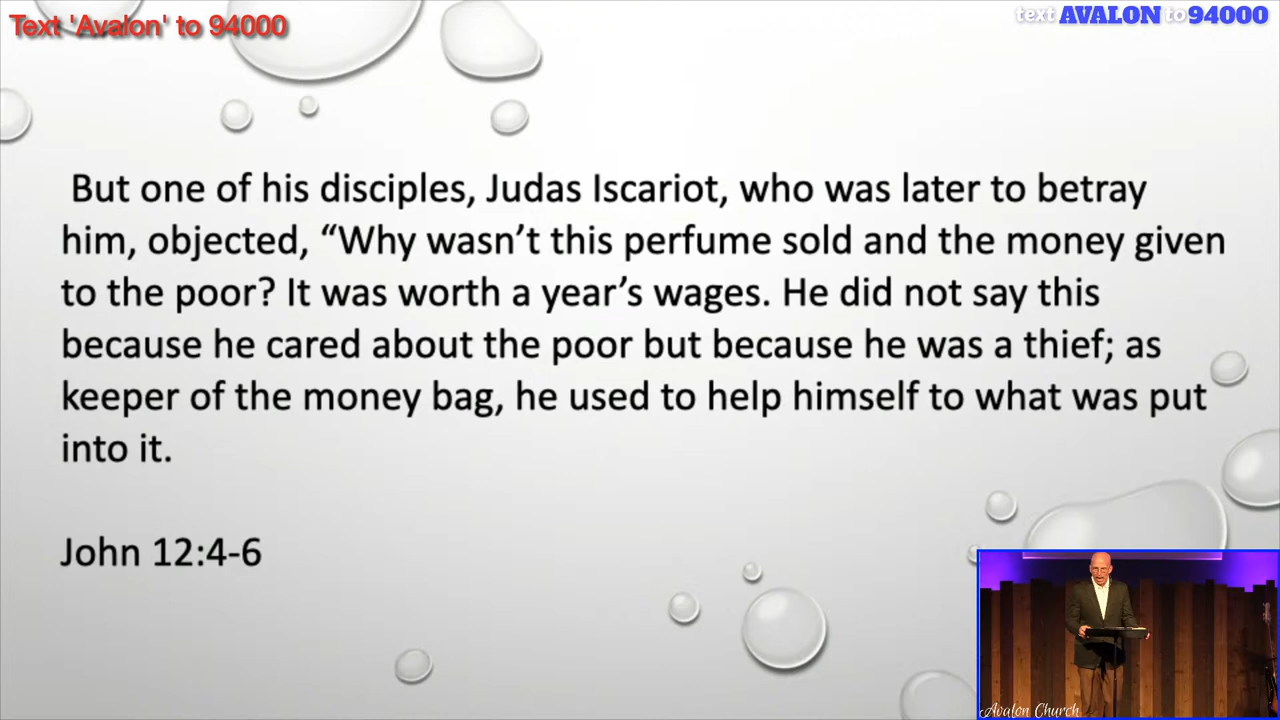 Text 'Avalon' to 94000
text AVALON to 94000
But one of his disciples, Judas Iscariot, who was later to betray
him, objected, “Why wasn’t this perfume sold and the money given
to the poor? It was worth a year’s wages. He did not say this
because he cared about the poor but because he was a thief; as
keeper of the money bag, he used to help himself to what was put
into it.
John 12:4-6
Avalon Church